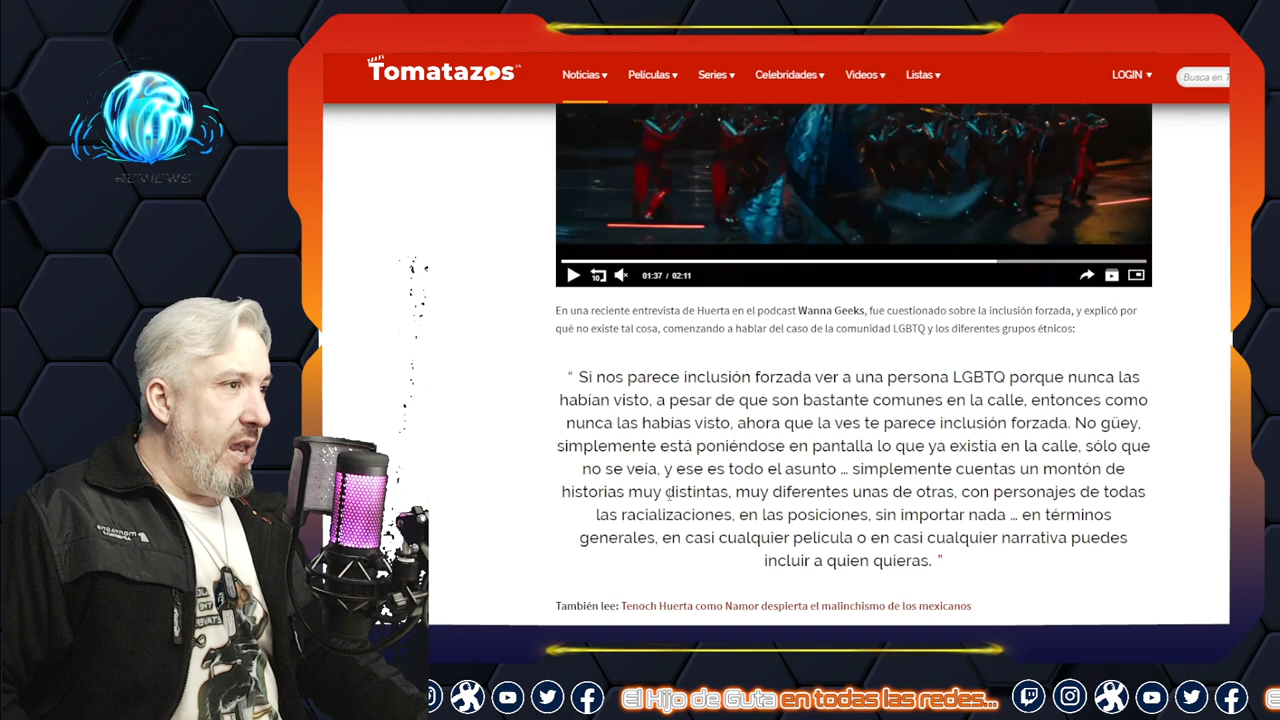 Tomatazos
Noticias Películas Series Celebridades Videos Listas LOGIN Busca en T
10 01:37 / 02:11
En una reciente entrevista de Huerta en el podcast Wanna Geeks, fue cuestionado sobre la inclusión forzada, y explicó por
qué no existe tal cosa, comenzando a hablar del caso de la comunidad LGBTQ y los diferentes grupos étnicos:
“ Si nos parece inclusión forzada ver a una persona LGBTQ porque nunca las
habían visto, a pesar de que son bastante comunes en la calle, entonces como
nunca las habías visto, ahora que la ves te parece inclusión forzada. No güey,
simplemente está poniéndose en pantalla lo que ya existía en la calle, sólo que
no se veía, y ese es todo el asunto … simplemente cuentas un montón de
historias muy distintas, muy diferentes unas de otras, con personajes de todas
las racializaciones, en las posiciones, sin importar nada … en términos
generales, en casi cualquier película o en casi cualquier narrativa puedes
incluir a quien quieras. ”
También lee: Tenoch Huerta como Namor despierta el malinchismo de los mexicanos
El Hijo de Guta en todas las redes...